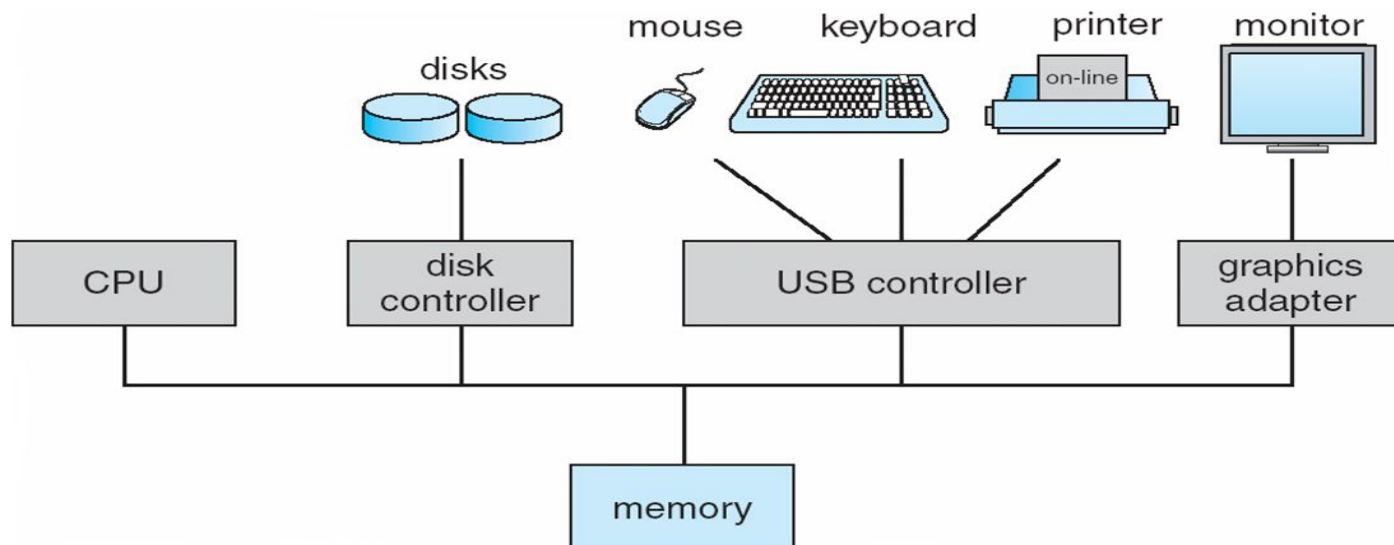 mouse
keyboard
printer
monitor
disks
on-line
CPU
disk
controller
USB controller
graphics
adapter
memory